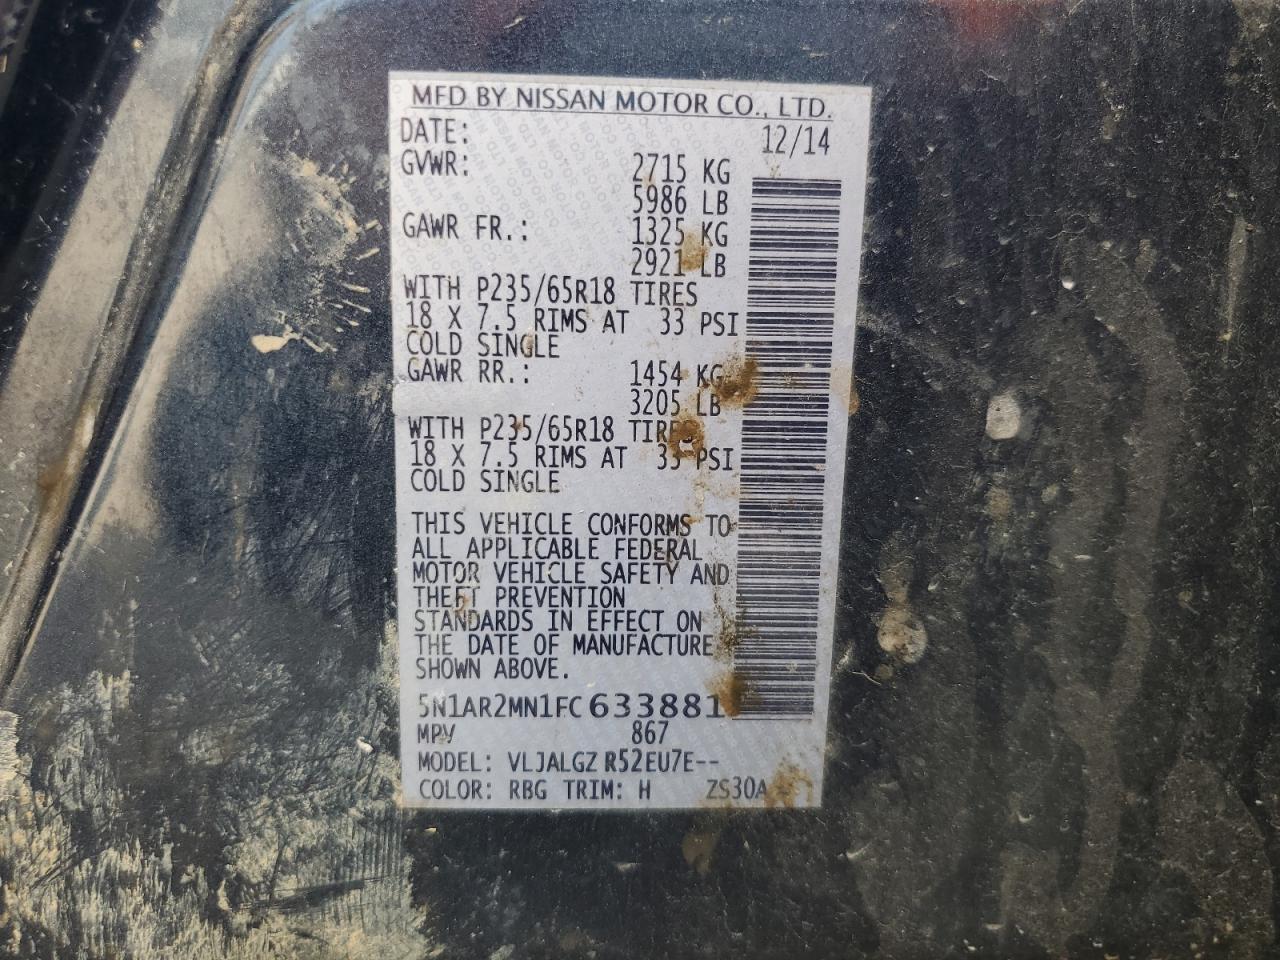 MFD BY NISSAN MOTOR CO., LTD.
DATE: 12/14
GVWR: 2715 KG
5986 LB
GAWR FR.: 1325 KG
2921 LB
WITH P235/65R18 TIRES
18 X 7.5 RIMS AT 33 PSI
COLD SINGLE
GAWR RR.: 1454 KG
3205 LB
WITH P235/65R18 TIRES
18 X 7.5 RIMS AT 33 PSI
COLD SINGLE
THIS VEHICLE CONFORMS TO
ALL APPLICABLE FEDERAL
MOTOR VEHICLE SAFETY AND
THEFT PREVENTION
STANDARDS IN EFFECT ON
THE DATE OF MANUFACTURE
SHOWN ABOVE.
5N1AR2MN1FC633881
MPV 867
MODEL: VLJALGZ R52EU7E--
COLOR: RBG TRIM: H ZS30A